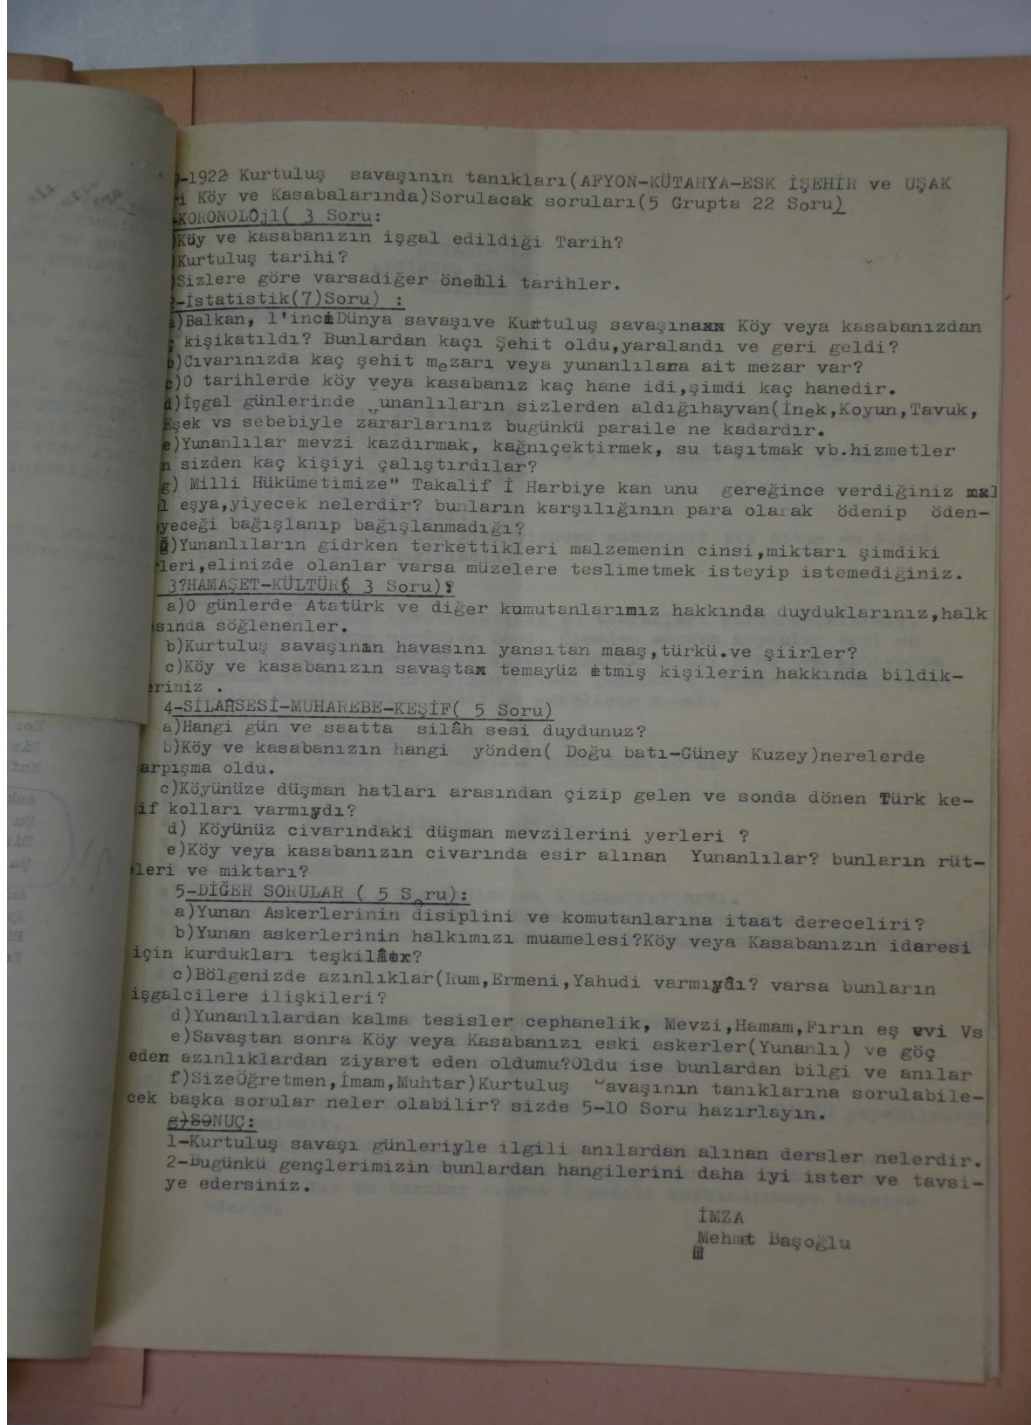 -1922 Kurtuluş savaşının tanıkları(AFYON-KÜTAHYA-ESK İŞEHİR ve UŞAK
i Köy ve Kasabalarında)Sorulacak soruları(5 Grupta 22 Soru)
-KORONOLOjl( 3 Soru:
)Köy ve kasabanızın işgal edildiği Tarih?
)Kurtuluş tarihi?
)Sizlere göre varsadiğer önemli tarihler.
2-İstatistik(7)Soru) :
a)Balkan, l'inci Dünya savaşıve Kurtuluş savaşına Köy veya kasabanızdan
ç kişikatıldı? Bunlardan kaçı Şehit oldu,yaralandı ve geri geldi?
b)Cıvarınızda kaç şehit mezarı veya yunanlılara ait mezar var?
c)O tarihlerde köy veya kasabanız kaç hane idi,şimdi kaç hanedir.
d)İşgal günlerinde unanlıların sizlerden aldığıhayvan(İnek,Koyun,Tavuk,
Eşek vs sebebiyle zararlarınız bugünkü paraile ne kadardır.
e)Yunanlılar mevzi kazdırmak, kağnıçektirmek, su taşıtmak vb.hizmetler
n sizden kaç kişiyi çalıştırdılar?
g) Milli Hükümetimize" Takalif İ Harbiye kan unu gereğince verdiğiniz mal
l eşya,yiyecek nelerdir? bunların karşılığının para olarak ödenip öden-
yeceği bağışlanıp bağışlanmadığı?
ğ)Yunanlıların gidrken terkettikleri malzemenin cinsi,miktarı şimdiki
leri,elinizde olanlar varsa müzelere teslimetmek isteyip istemediğiniz.
3?HAMAŞET-KÜLTÜR( 3 Soru)?
a)O günlerde Atatürk ve diğer komutanlarımız hakkında duyduklarınız,halk
sında söğlenenler.
b)Kurtuluş savaşınan havasını yansıtan maaş,türkü.ve şiirler?
c)Köy ve kasabanızın savaşta temayüz etmiş kişilerin hakkında bildik-
eriniz .
4-SİLAHSESİ-MUHAREBE-KEŞİF( 5 Soru)
a)Hangi gün ve saatta silâh sesi duydunuz?
b)Köy ve kasabanızın hangi yönden( Doğu batı-Güney Kuzey)nerelerde
arpışma oldu.
c)Köyünüze düşman hatları arasından çizip gelen ve sonda dönen Türk ke-
if kolları varmıydı?
d) Köyünüz civarındaki düşman mevzilerini yerleri ?
e)Köy veya kasabanızın civarında esir alınan Yunanlılar? bunların rüt-
leri ve miktarı?
5-DİĞER SORULAR ( 5 Soru):
a)Yunan Askerlerinin disiplini ve komutanlarına itaat dereceliri?
b)Yunan askerlerinin halkımızı muamelesi?Köy veya Kasabanızın idaresi
için kurdukları
c)Bölgenizde azınlıklar(Rum,Ermeni,Yahudi varmıydı? varsa bunların
işgalcilere ilişkileri?
d)Yunanlılardan kalma tesisler cephanelik, Mevzi,Hamam,Fırın eş evi Vs
e)Savaştan sonra Köy veya Kasabanızı eski askerler(Yunanlı) ve göç
eden azınlıklardan ziyaret eden oldumu?Oldu ise bunlardan bilgi ve anılar
f)SizeÖğretmen,İmam,Muhtar)Kurtuluş avaşının tanıklarına sorulabile-
cek başka sorular neler olabilir? sizde 5-10 Soru hazırlayın.
g)SONUÇ:
1-Kurtuluş savaşı günleriyle ilgili anılardan alınan dersler nelerdir.
2-Bugünkü gençlerimizin bunlardan hangilerini daha iyi ister ve tavsi-
ye edersiniz.
İMZA
Mehmet Başoğlu